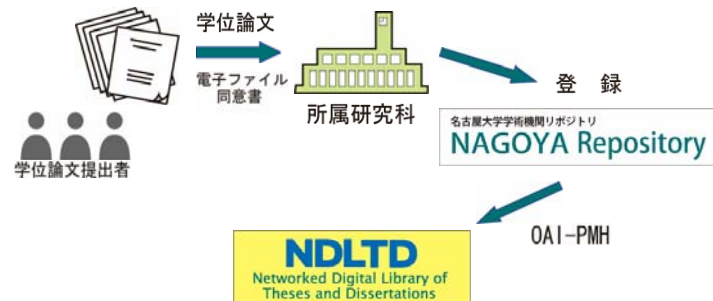 学位論文
電子ファイル
同意書
学位論文提出者
所属研究科
登　録
名古屋大学学術機関リポジトリ
NAGOYA Repository
OAI-PMH
NDLTD
Networked Digital Library of
Theses and Dissertations